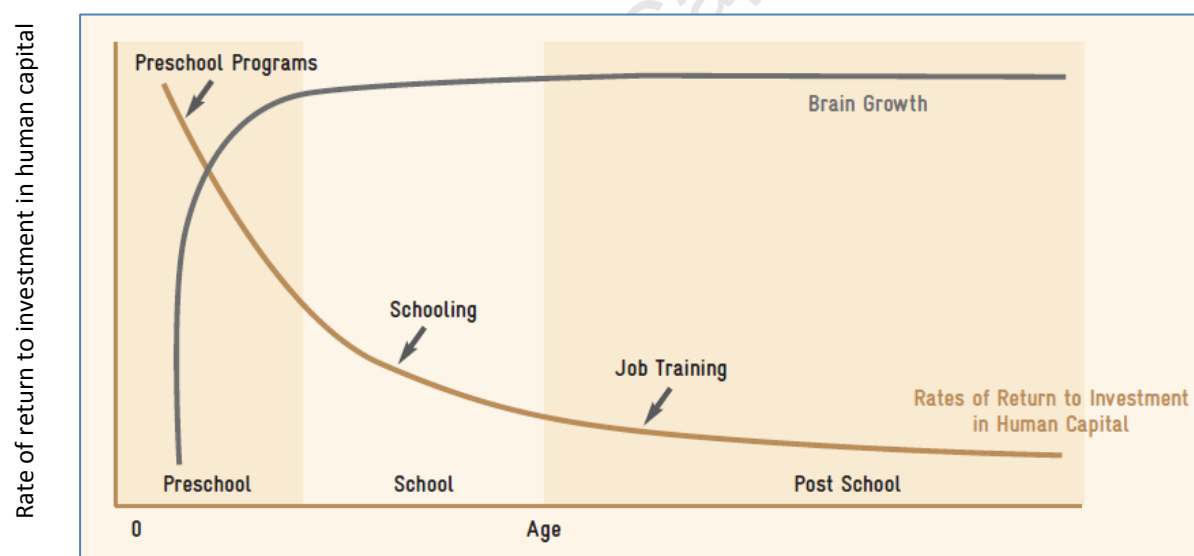 Rate of return to investment in human capital
Preschool Programs
Brain Growth
Schooling
Job Training
Rates of Return to Investment
in Human Capital
Preschool
School
Post School
0
Age